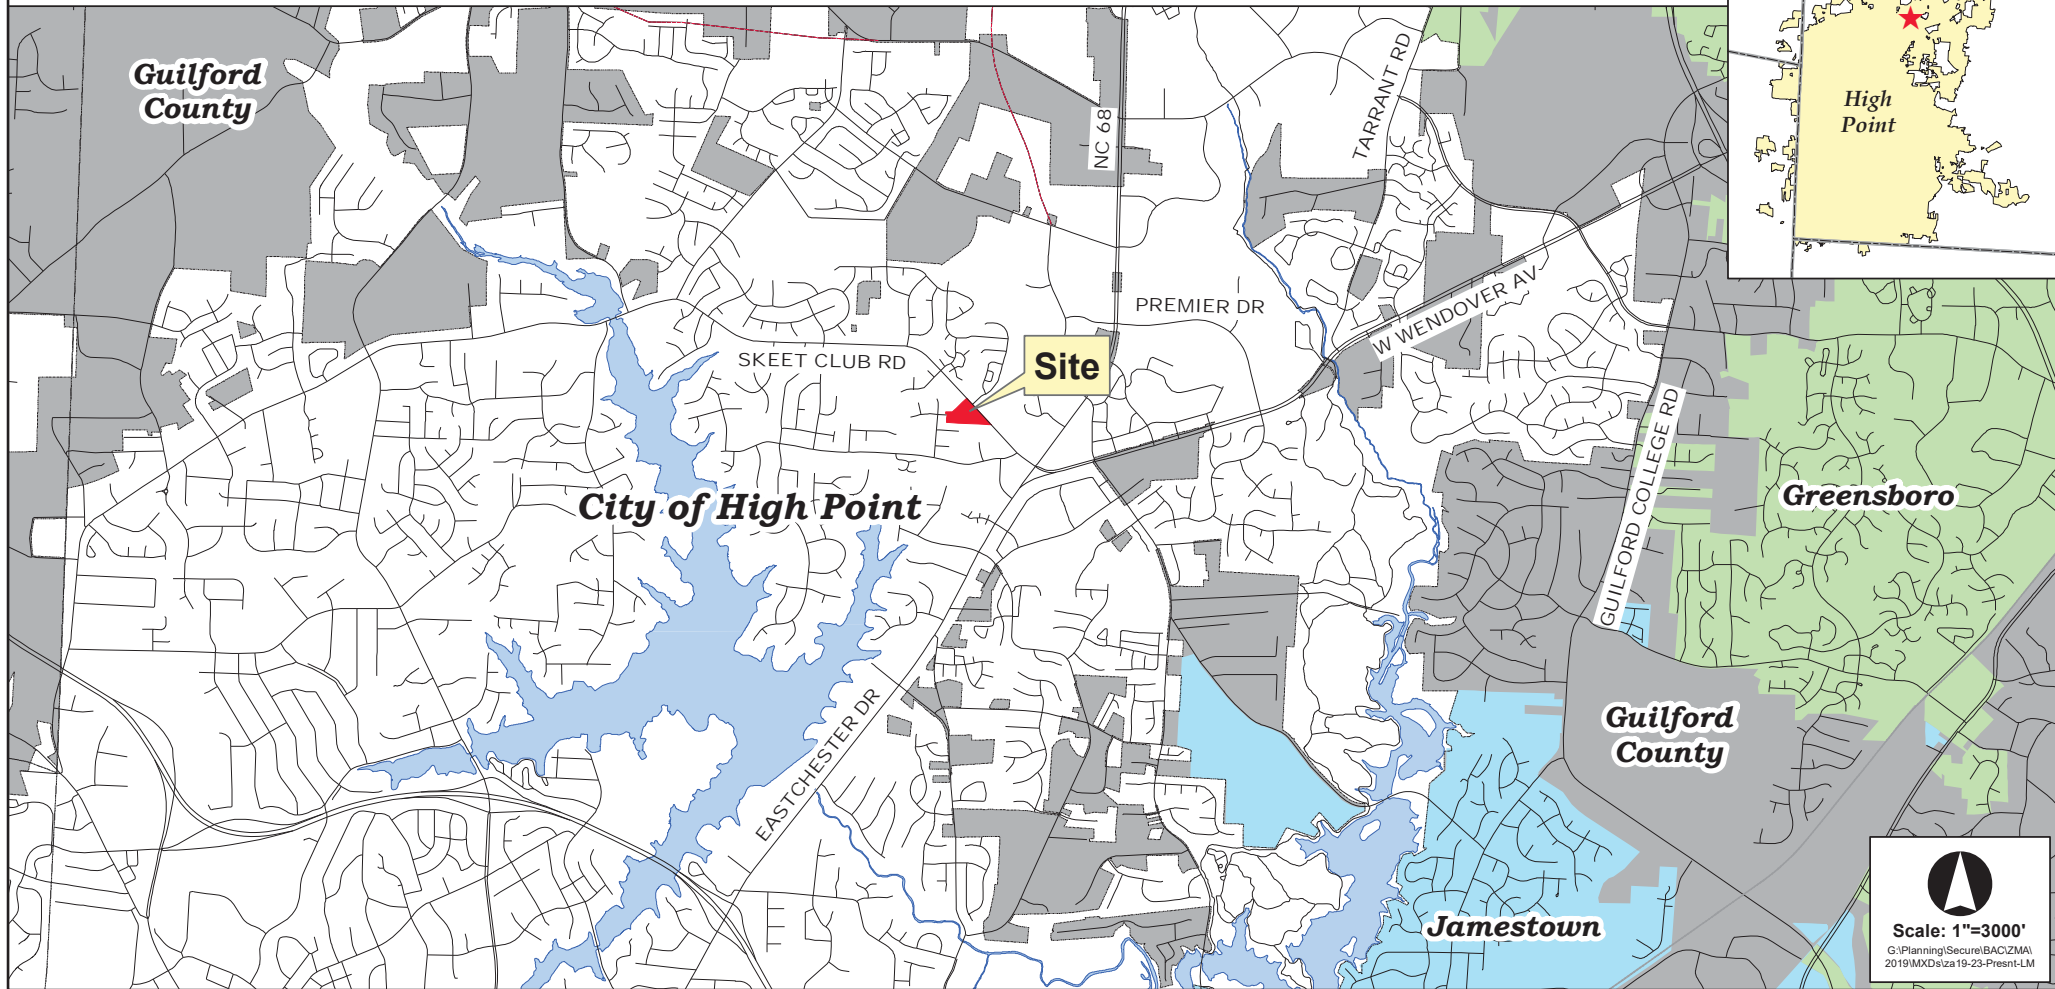 Guilford
County
NC 68
TARRANT RD
High
Point
PREMIER DR
W WENDOVER AV
SKEET CLUB RD
Site
GUILFORD COLLEGE RD
City of High Point
Greensboro
EASTCHESTER DR
Guilford
County
Jamestown
Scale: 1"=3000'
G:\Planning\Secure\BAC\ZMA\
2019\MXDs\za19-23-Presnt-LM